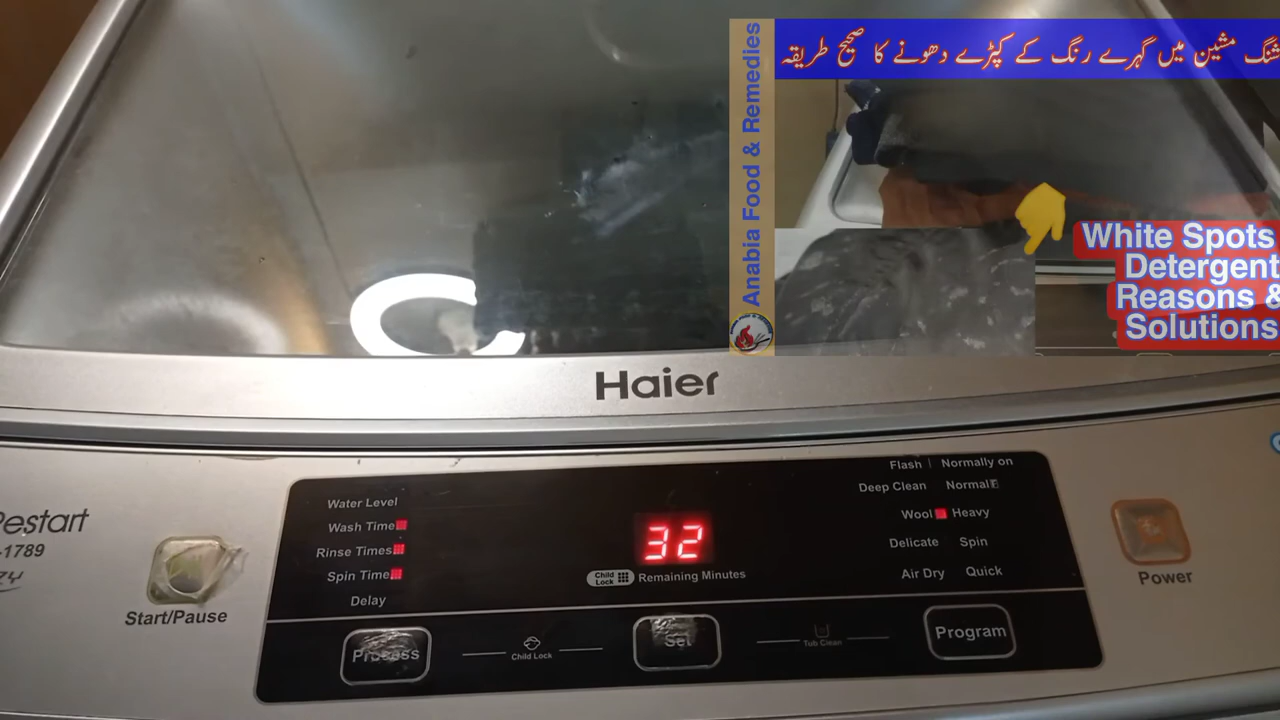 شنگ مشین میں گہرے رنگ کے کپڑے دھونے کا صحیح طریقہ
Anabia Food & Remedies
White Spots
Detergent
Reasons &
Solutions
Haier
Restart
-1789
Start/Pause
Water Level
Wash Time
Rinse Times
Spin Time
Delay
32
Child Lock
Remaining Minutes
Flash
Normally on
Deep Clean
Normal
Wool
Heavy
Delicate
Spin
Air Dry
Quick
Process
Child Lock
Set
Tub Clean
Program
Power